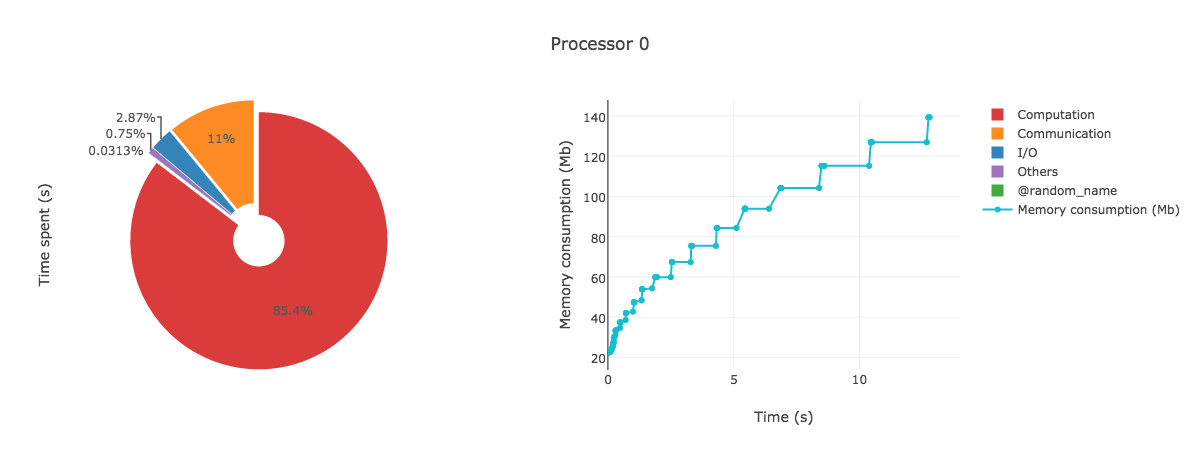 Processor 0
Time spent (s)
2.87%
0.75%
0.0313%
11%
85.4%
Memory consumption (Mb)
140
120
100
80
60
40
20
0
5
10
Time (s)
Computation
Communication
I/O
Others
@random_name
Memory consumption (Mb)